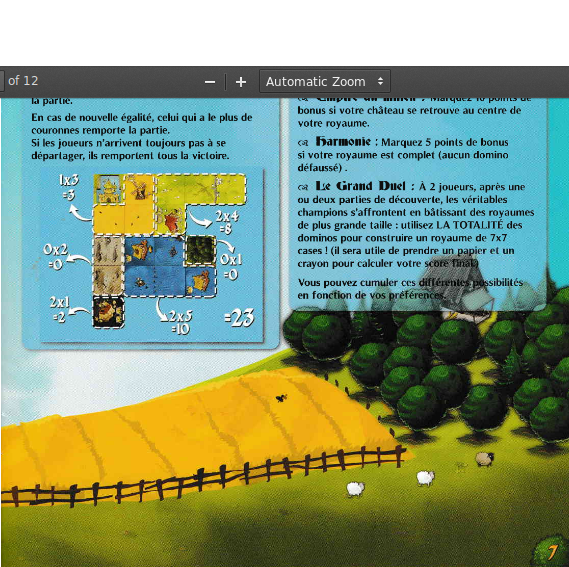 of 12
Automatic Zoom
la partie.
En cas de nouvelle égalité, celui qui a le plus de
couronnes remporte la partie.
Si les joueurs n'arrivent toujours pas à se
départager, ils remportent tous la victoire.
1x3
=3
2x4
=8
0x2
=0
0x1
=0
2x1
=2
2x5
=10
=23
Empire du milieu : Marquez 10 points de
bonus si votre château se retrouve au centre de
votre royaume.
Harmonie : Marquez 5 points de bonus
si votre royaume est complet (aucun domino
défaussé) .
Le Grand Duel : À 2 joueurs, après une
ou deux parties de découverte, les véritables
champions s'affrontent en bâtissant des royaumes
de plus grande taille : utilisez LA TOTALITÉ des
dominos pour construire un royaume de 7x7
cases ! (il sera utile de prendre un papier et un
crayon pour calculer votre score final)
Vous pouvez cumuler ces différentes possibilités
en fonction de vos préférences.
7